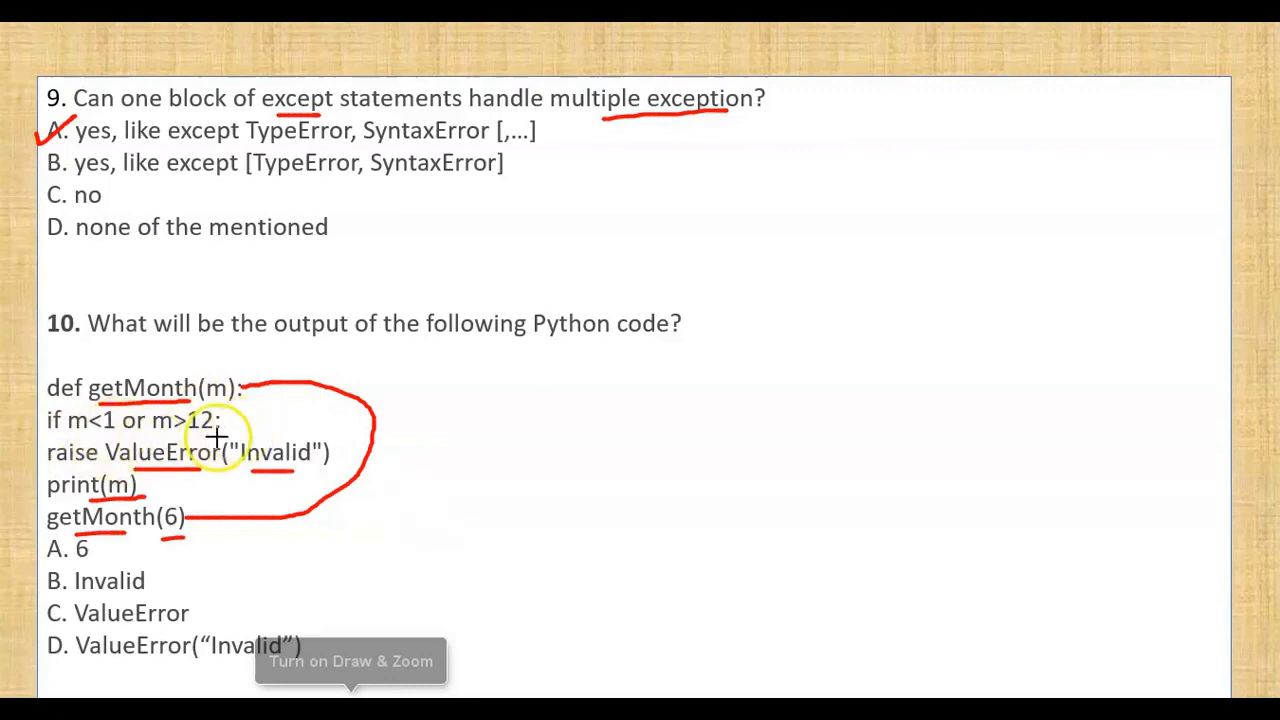 9. Can one block of except statements handle multiple exception?
A. yes, like except TypeError, SyntaxError [,…]
B. yes, like except [TypeError, SyntaxError]
C. no
D. none of the mentioned
10. What will be the output of the following Python code?
def getMonth(m):
if m<1 or m>12:
raise ValueError("Invalid")
print(m)
getMonth(6)
A. 6
B. Invalid
C. ValueError
D. ValueError(“Invalid”)
Turn on Draw & Zoom